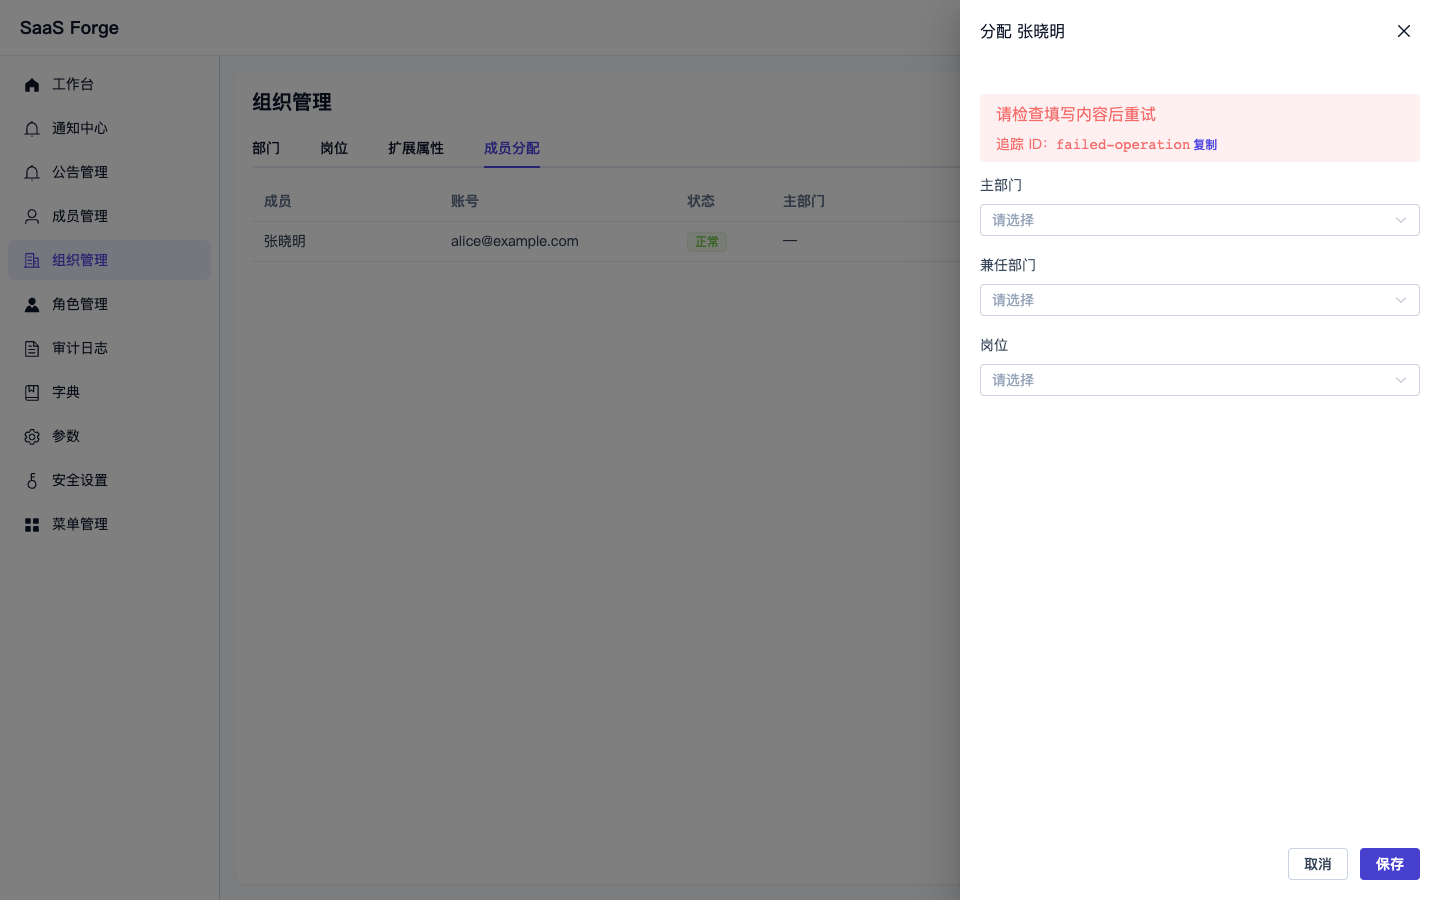 SaaS Forge
工作台
通知中心
公告管理
成员管理
组织管理
角色管理
审计日志
字典
参数
安全设置
菜单管理
组织管理
部门 岗位 扩展属性 成员分配
成员 账号 状态 主部门
张晓明 alice@example.com 正常 —
分配 张晓明
请检查填写内容后重试
追踪 ID：failed-operation 复制
主部门
请选择
兼任部门
请选择
岗位
请选择
取消 保存